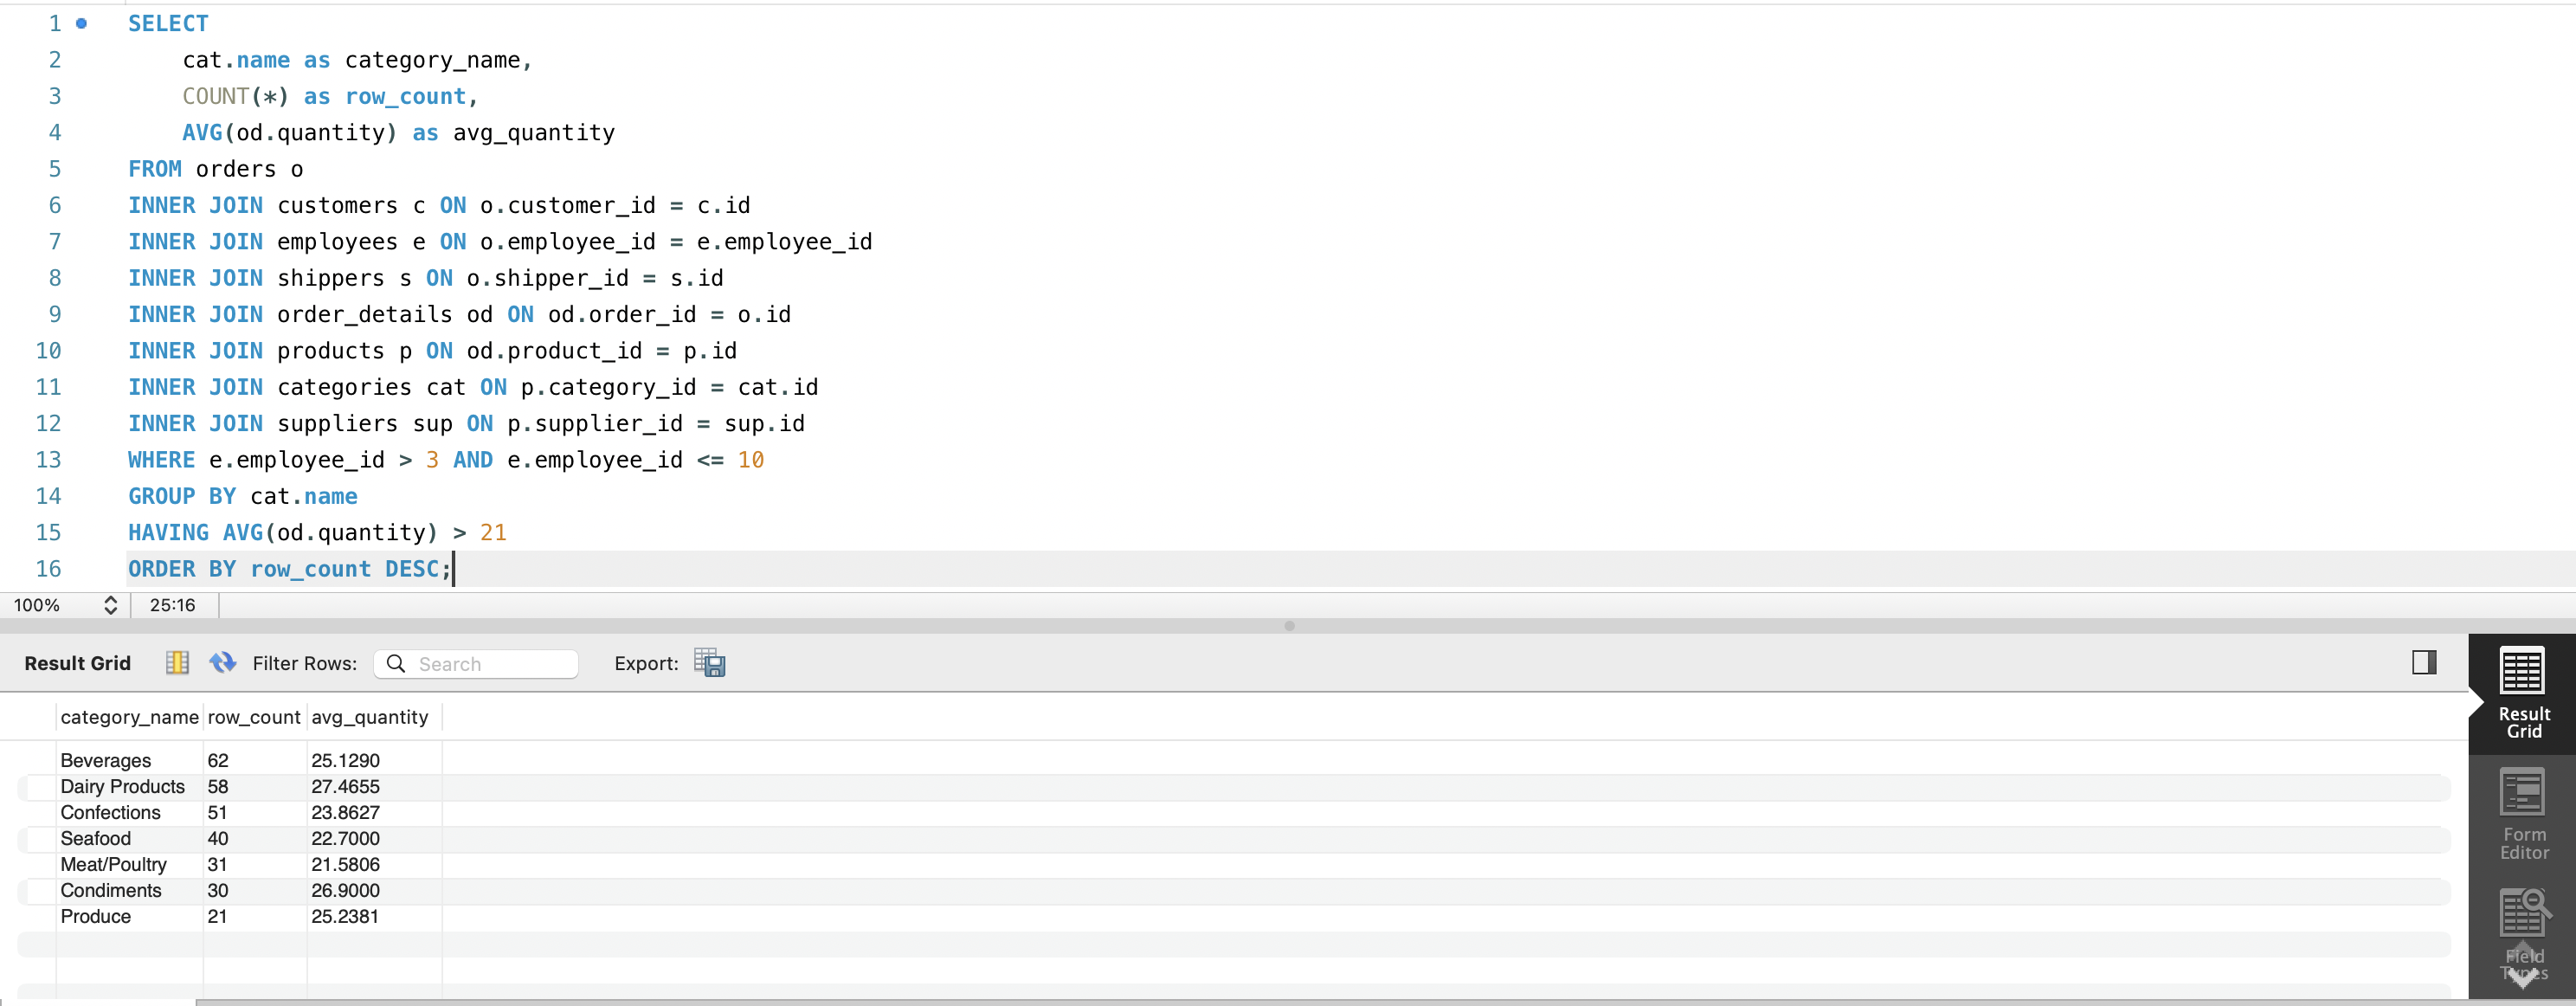 1 SELECT
2 cat.name as category_name,
3 COUNT(*) as row_count,
4 AVG(od.quantity) as avg_quantity
5 FROM orders o
6 INNER JOIN customers c ON o.customer_id = c.id
7 INNER JOIN employees e ON o.employee_id = e.employee_id
8 INNER JOIN shippers s ON o.shipper_id = s.id
9 INNER JOIN order_details od ON od.order_id = o.id
10 INNER JOIN products p ON od.product_id = p.id
11 INNER JOIN categories cat ON p.category_id = cat.id
12 INNER JOIN suppliers sup ON p.supplier_id = sup.id
13 WHERE e.employee_id > 3 AND e.employee_id <= 10
14 GROUP BY cat.name
15 HAVING AVG(od.quantity) > 21
16 ORDER BY row_count DESC;
100% 25:16
Result Grid Filter Rows: Search Export:
category_name row_count avg_quantity
Beverages 62 25.1290
Dairy Products 58 27.4655
Confections 51 23.8627
Seafood 40 22.7000
Meat/Poultry 31 21.5806
Condiments 30 26.9000
Produce 21 25.2381
Result
Grid
Form
Editor
Field
Types